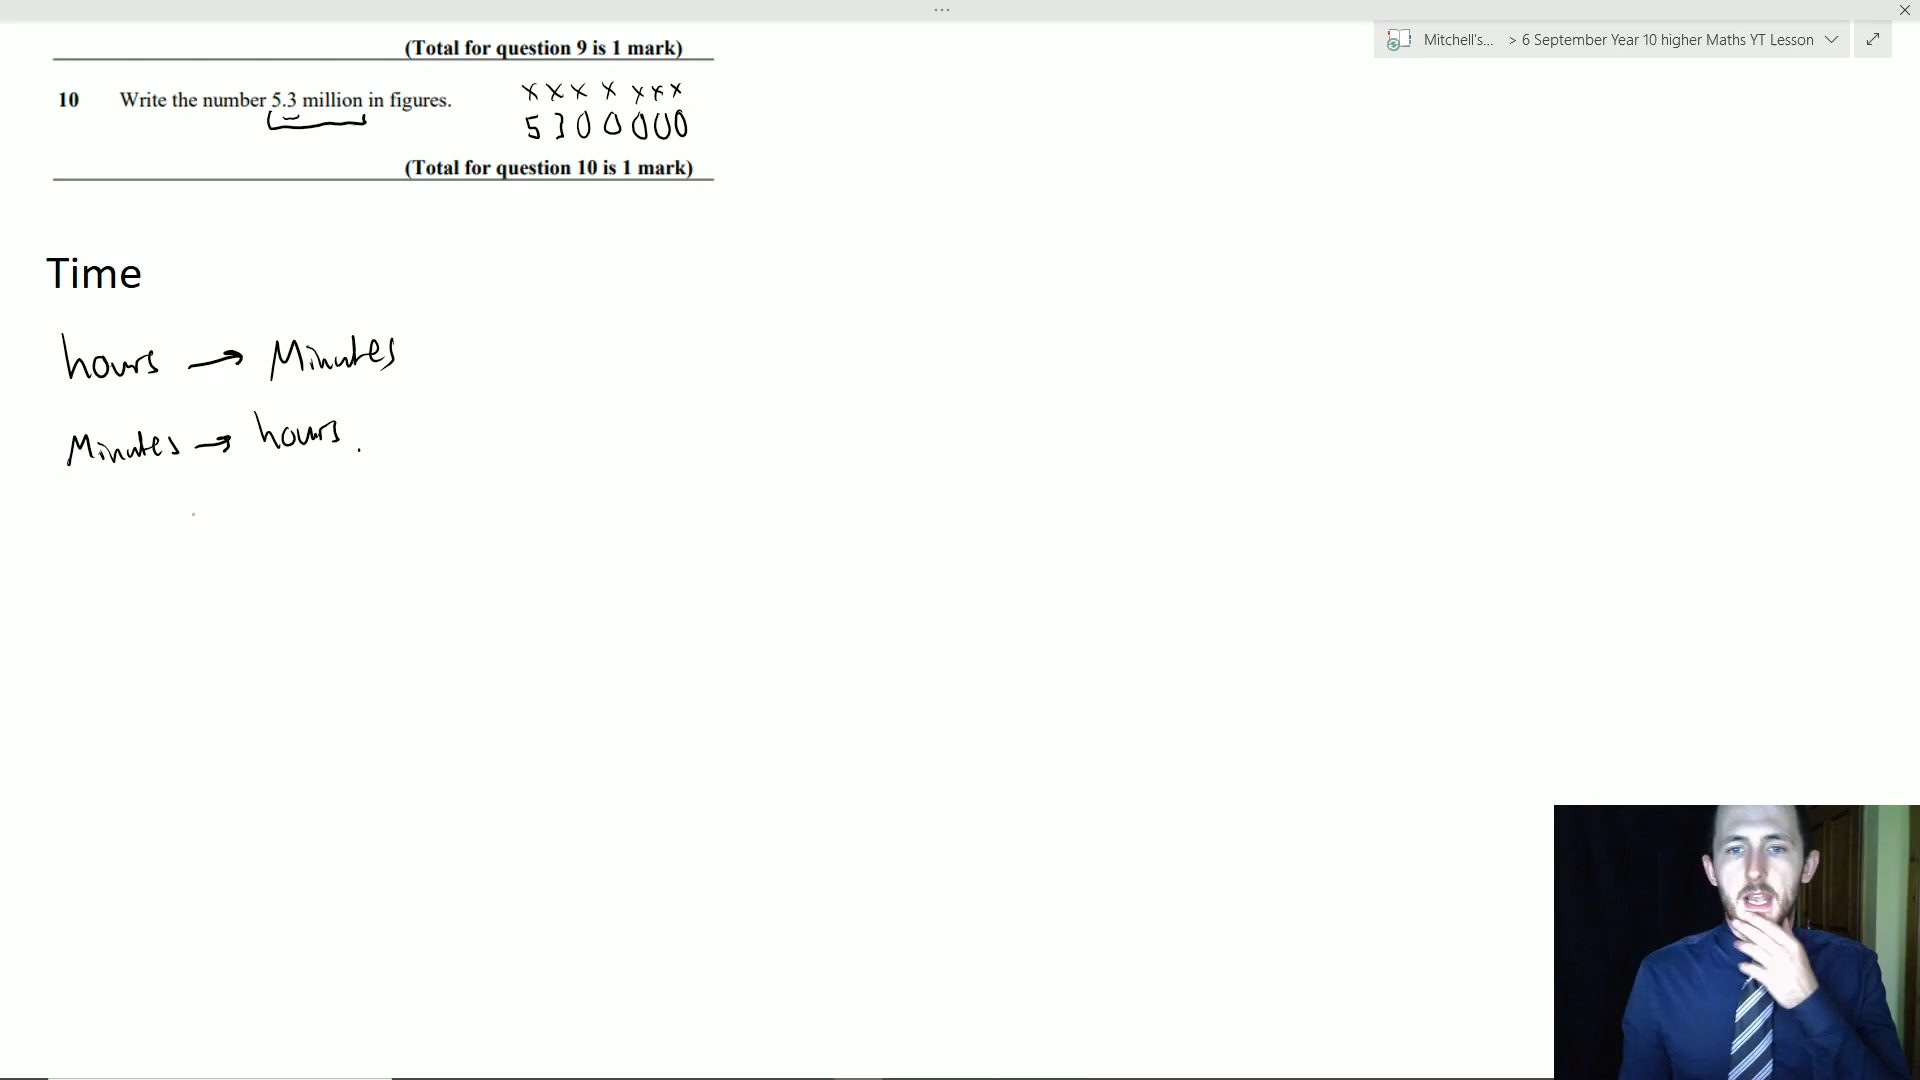 (Total for question 9 is 1 mark)
Mitchell's... > 6 September Year 10 higher Maths YT Lesson
x x x x x x x
10 Write the number 5.3 million in figures.
5 3 0 0 0 0 0
(Total for question 10 is 1 mark)
Time
hours → Minutes
Minutes → hours.